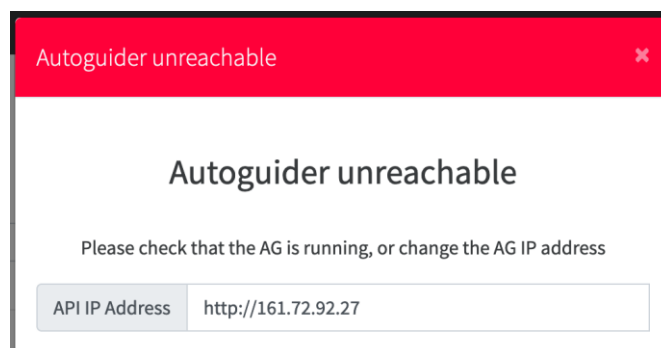 Autoguider unreachable
Autoguider unreachable
Please check that the AG is running, or change the AG IP address
API IP Address http://161.72.92.27